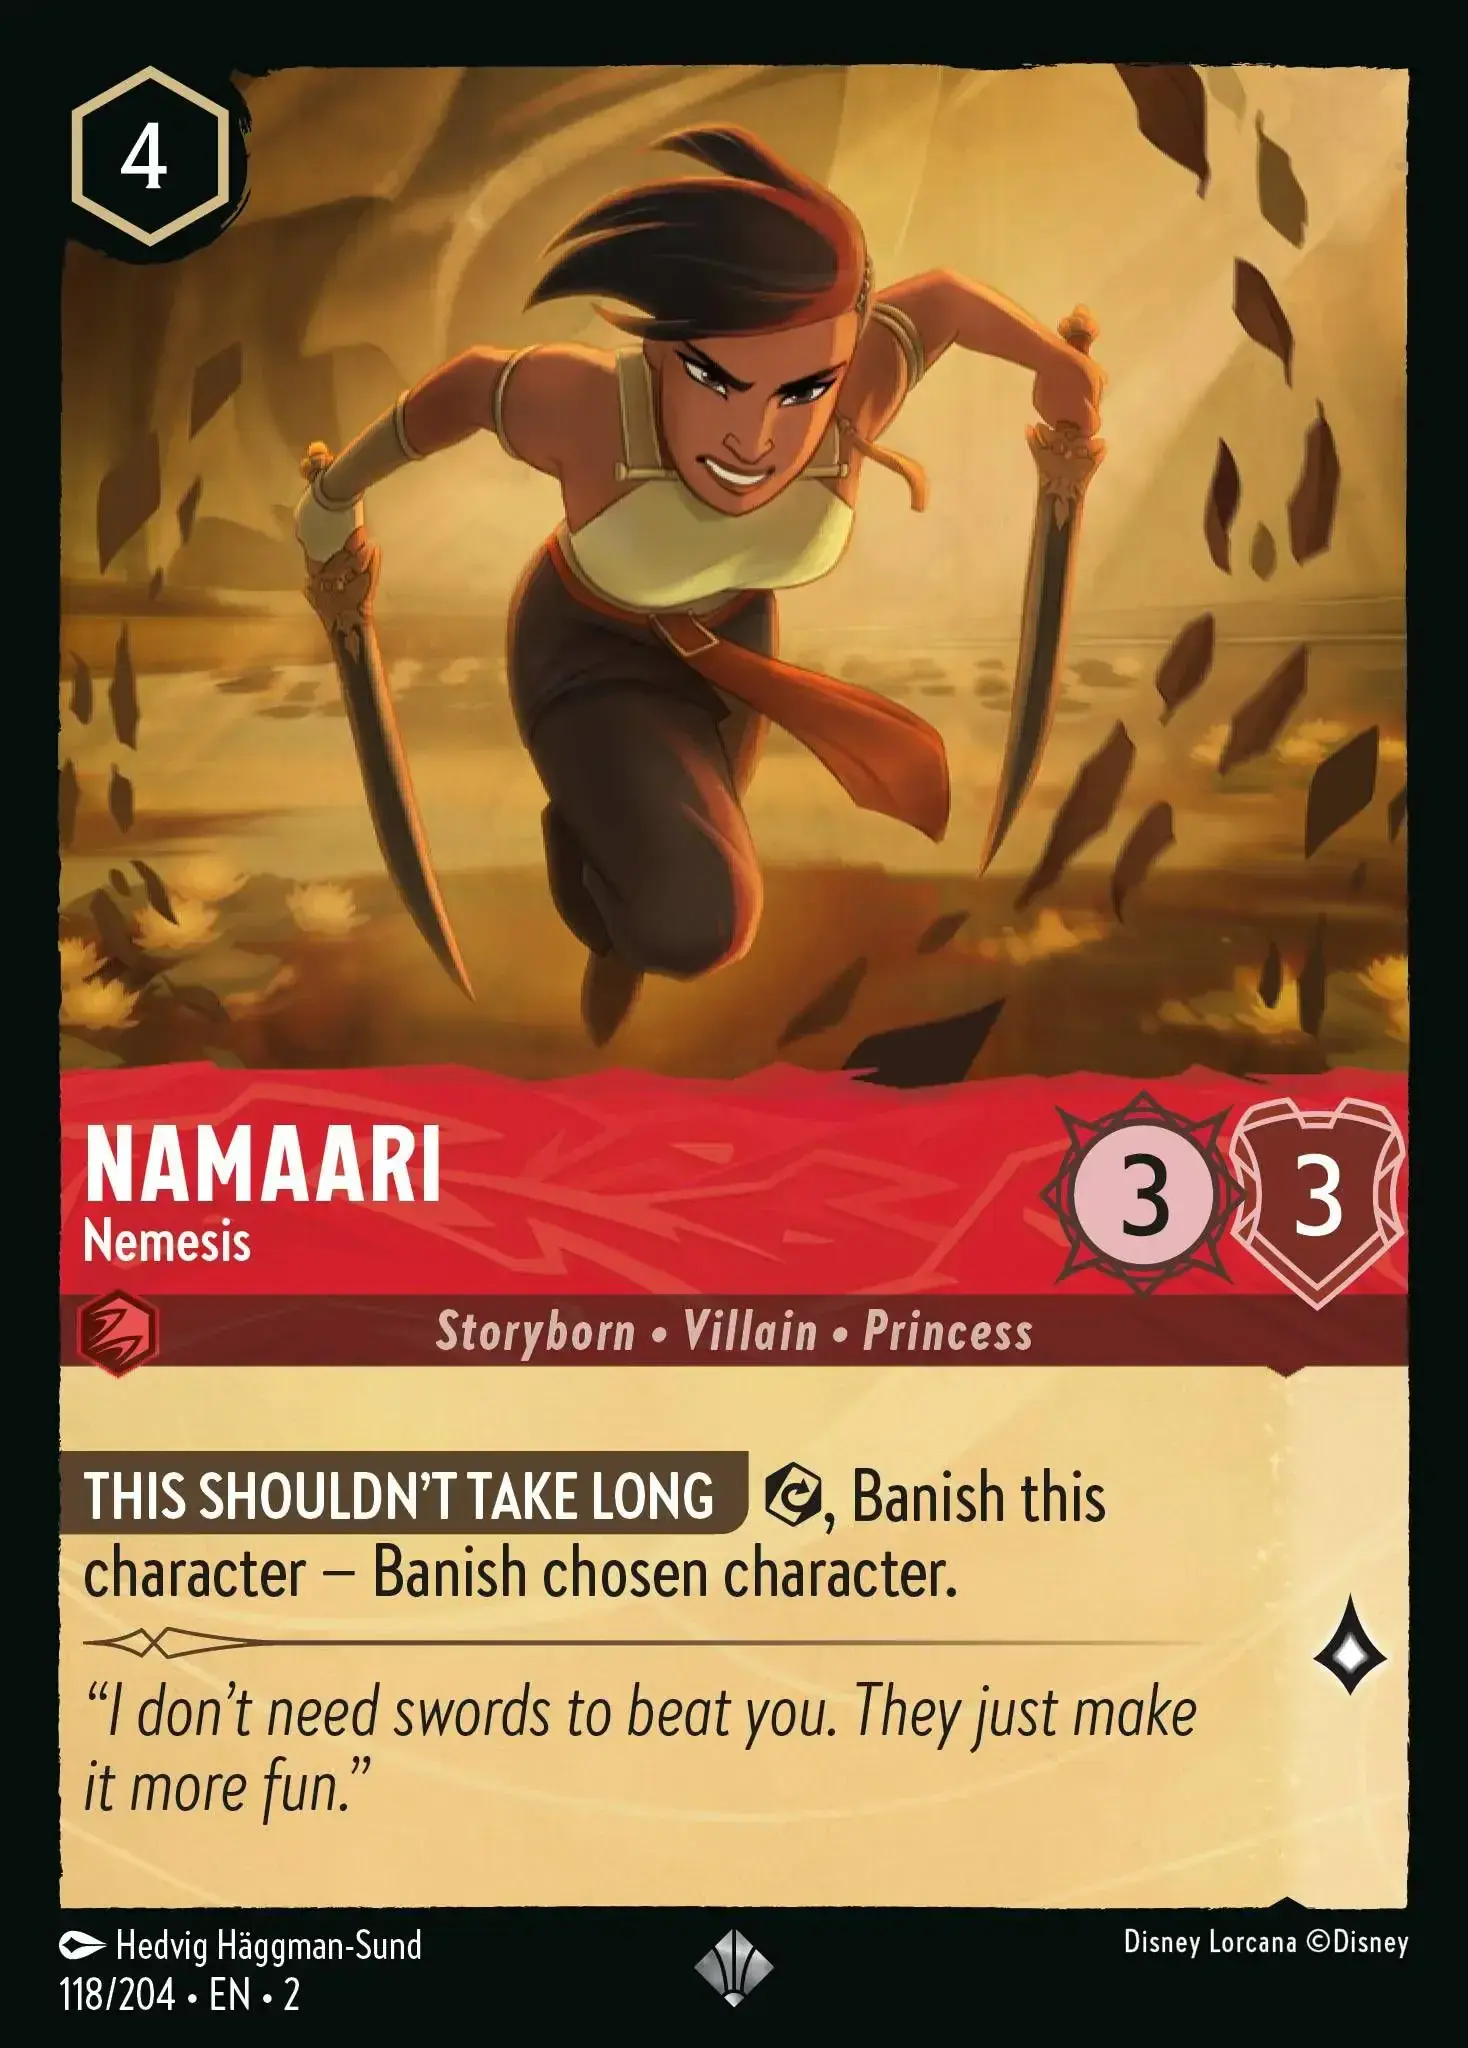 4
NAMAARI
Nemesis
3
3
Storyborn • Villain • Princess
THIS SHOULDN'T TAKE LONG , Banish this
character – Banish chosen character.
“I don’t need swords to beat you. They just make
it more fun.”
Hedvig Häggman-Sund
Disney Lorcana ©Disney
118/204 • EN • 2